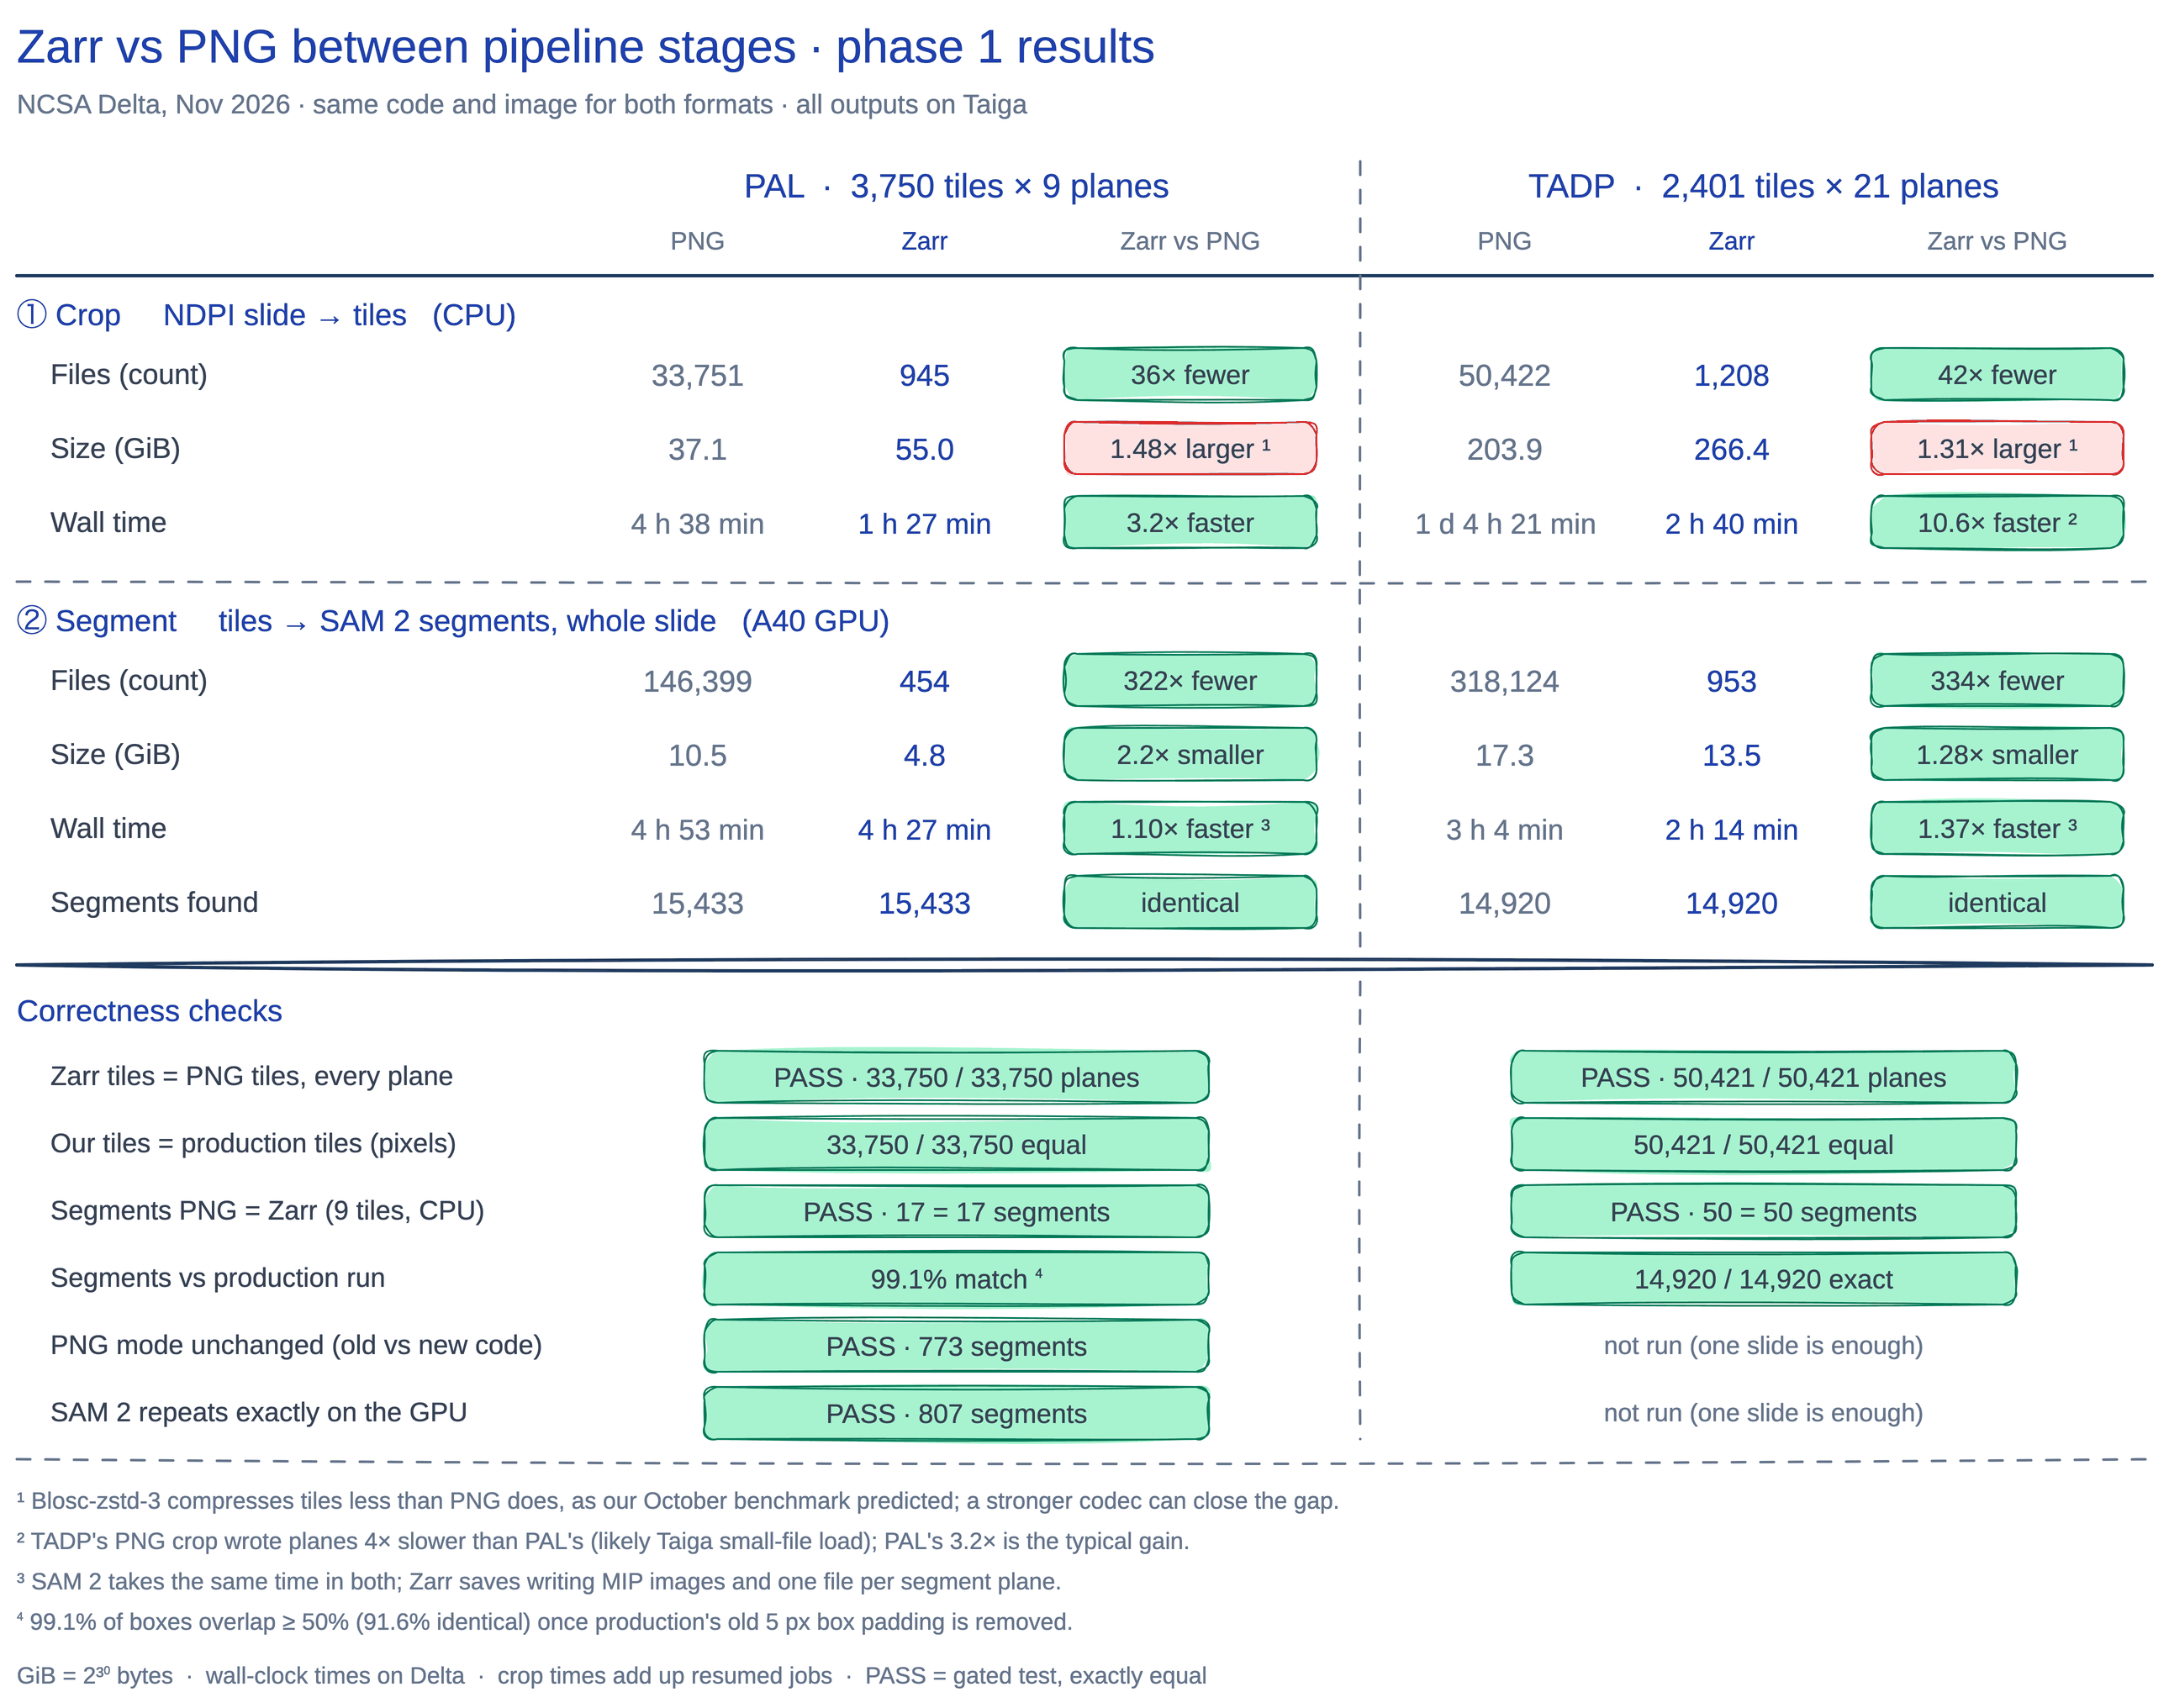 Zarr vs PNG between pipeline stages · phase 1 results
NCSA Delta, Nov 2026 · same code and image for both formats · all outputs on Taiga
PAL · 3,750 tiles × 9 planes TADP · 2,401 tiles × 21 planes
PNG Zarr Zarr vs PNG PNG Zarr Zarr vs PNG
① Crop NDPI slide → tiles (CPU)
Files (count) 33,751 945 36× fewer 50,422 1,208 42× fewer
Size (GiB) 37.1 55.0 1.48× larger ¹ 203.9 266.4 1.31× larger ¹
Wall time 4 h 38 min 1 h 27 min 3.2× faster 1 d 4 h 21 min 2 h 40 min 10.6× faster ²
② Segment tiles → SAM 2 segments, whole slide (A40 GPU)
Files (count) 146,399 454 322× fewer 318,124 953 334× fewer
Size (GiB) 10.5 4.8 2.2× smaller 17.3 13.5 1.28× smaller
Wall time 4 h 53 min 4 h 27 min 1.10× faster ³ 3 h 4 min 2 h 14 min 1.37× faster ³
Segments found 15,433 15,433 identical 14,920 14,920 identical
Correctness checks
Zarr tiles = PNG tiles, every plane PASS · 33,750 / 33,750 planes PASS · 50,421 / 50,421 planes
Our tiles = production tiles (pixels) 33,750 / 33,750 equal 50,421 / 50,421 equal
Segments PNG = Zarr (9 tiles, CPU) PASS · 17 = 17 segments PASS · 50 = 50 segments
Segments vs production run 99.1% match ⁴ 14,920 / 14,920 exact
PNG mode unchanged (old vs new code) PASS · 773 segments not run (one slide is enough)
SAM 2 repeats exactly on the GPU PASS · 807 segments not run (one slide is enough)
¹ Blosc-zstd-3 compresses tiles less than PNG does, as our October benchmark predicted; a stronger codec can close the gap.
² TADP's PNG crop wrote planes 4× slower than PAL's (likely Taiga small-file load); PAL's 3.2× is the typical gain.
³ SAM 2 takes the same time in both; Zarr saves writing MIP images and one file per segment plane.
⁴ 99.1% of boxes overlap ≥ 50% (91.6% identical) once production's old 5 px box padding is removed.
GiB = 2³⁰ bytes · wall-clock times on Delta · crop times add up resumed jobs · PASS = gated test, exactly equal